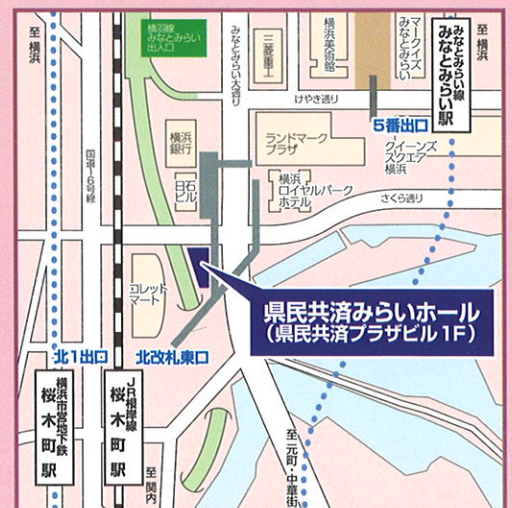 至 横浜
横羽線
みなとみらい
出入口
みなとみらい大通り
三菱重工
横浜美術館
マークイズ
みなとみらい
みなとみらい線
みなとみらい駅
至 横浜
けやき通り
5番出口
国道16号線
横浜
銀行
ランドマーク
プラザ
クイーンズ
スクエア
横浜
日石
ビル
横浜
ロイヤルパーク
ホテル
さくら通り
コレット
マーレ
県民共済みらいホール
(県民共済プラザビル1F)
北1出口
北改札東口
横浜市営地下鉄
桜木町駅
JR根岸線
桜木町駅
至 関内
至 元町・中華街